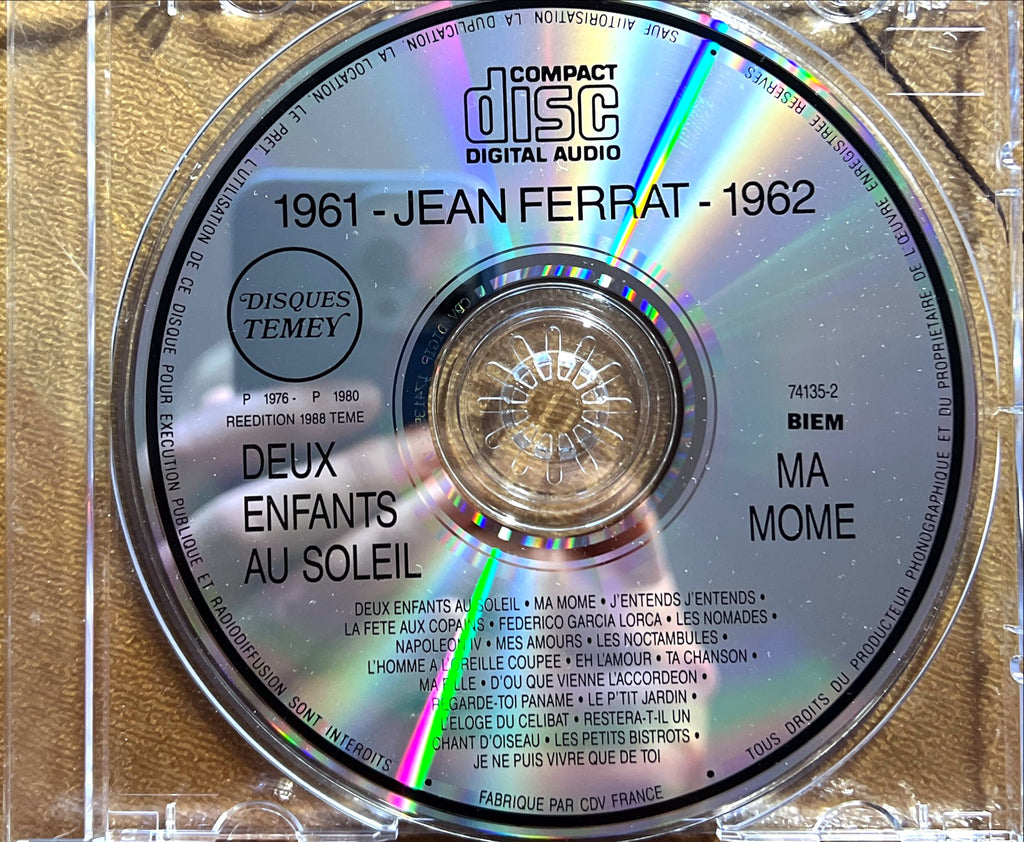 COMPACT
disc
DIGITAL AUDIO
1961 - JEAN FERRAT - 1962
DISQUES
TEMEY
P 1976 - P 1980
REEDITION 1988 TEME
DEUX
ENFANTS
AU SOLEIL
74135-2
BIEM
MA
MOME
DEUX ENFANTS AU SOLEIL • MA MOME • J'ENTENDS J'ENTENDS •
LA FETE AUX COPAINS • FEDERICO GARCIA LORCA • LES NOMADES •
NAPOLEON IV • MES AMOURS • LES NOCTAMBULES •
L'HOMME A L'OREILLE COUPEE • EH L'AMOUR • TA CHANSON •
MA FILLE • D'OU QUE VIENNE L'ACCORDEON •
REGARDE-TOI PANAME • LE P'TIT JARDIN •
L'ELOGE DU CELIBAT • RESTERA-T-IL UN
CHANT D'OISEAU • LES PETITS BISTROTS •
JE NE PUIS VIVRE QUE DE TOI
FABRIQUE PAR CDV FRANCE
TOUS DROITS DU PRODUCTEUR PHONOGRAPHIQUE ET DU PROPRIETAIRE DE L'ŒUVRE ENREGISTREE RESERVES
SAUF AUTORISATION LA DUPLICATION, LA LOCATION, LE PRET, L'UTILISATION DE CE DISQUE POUR EXECUTION PUBLIQUE ET RADIODIFFUSION SONT INTERDITS